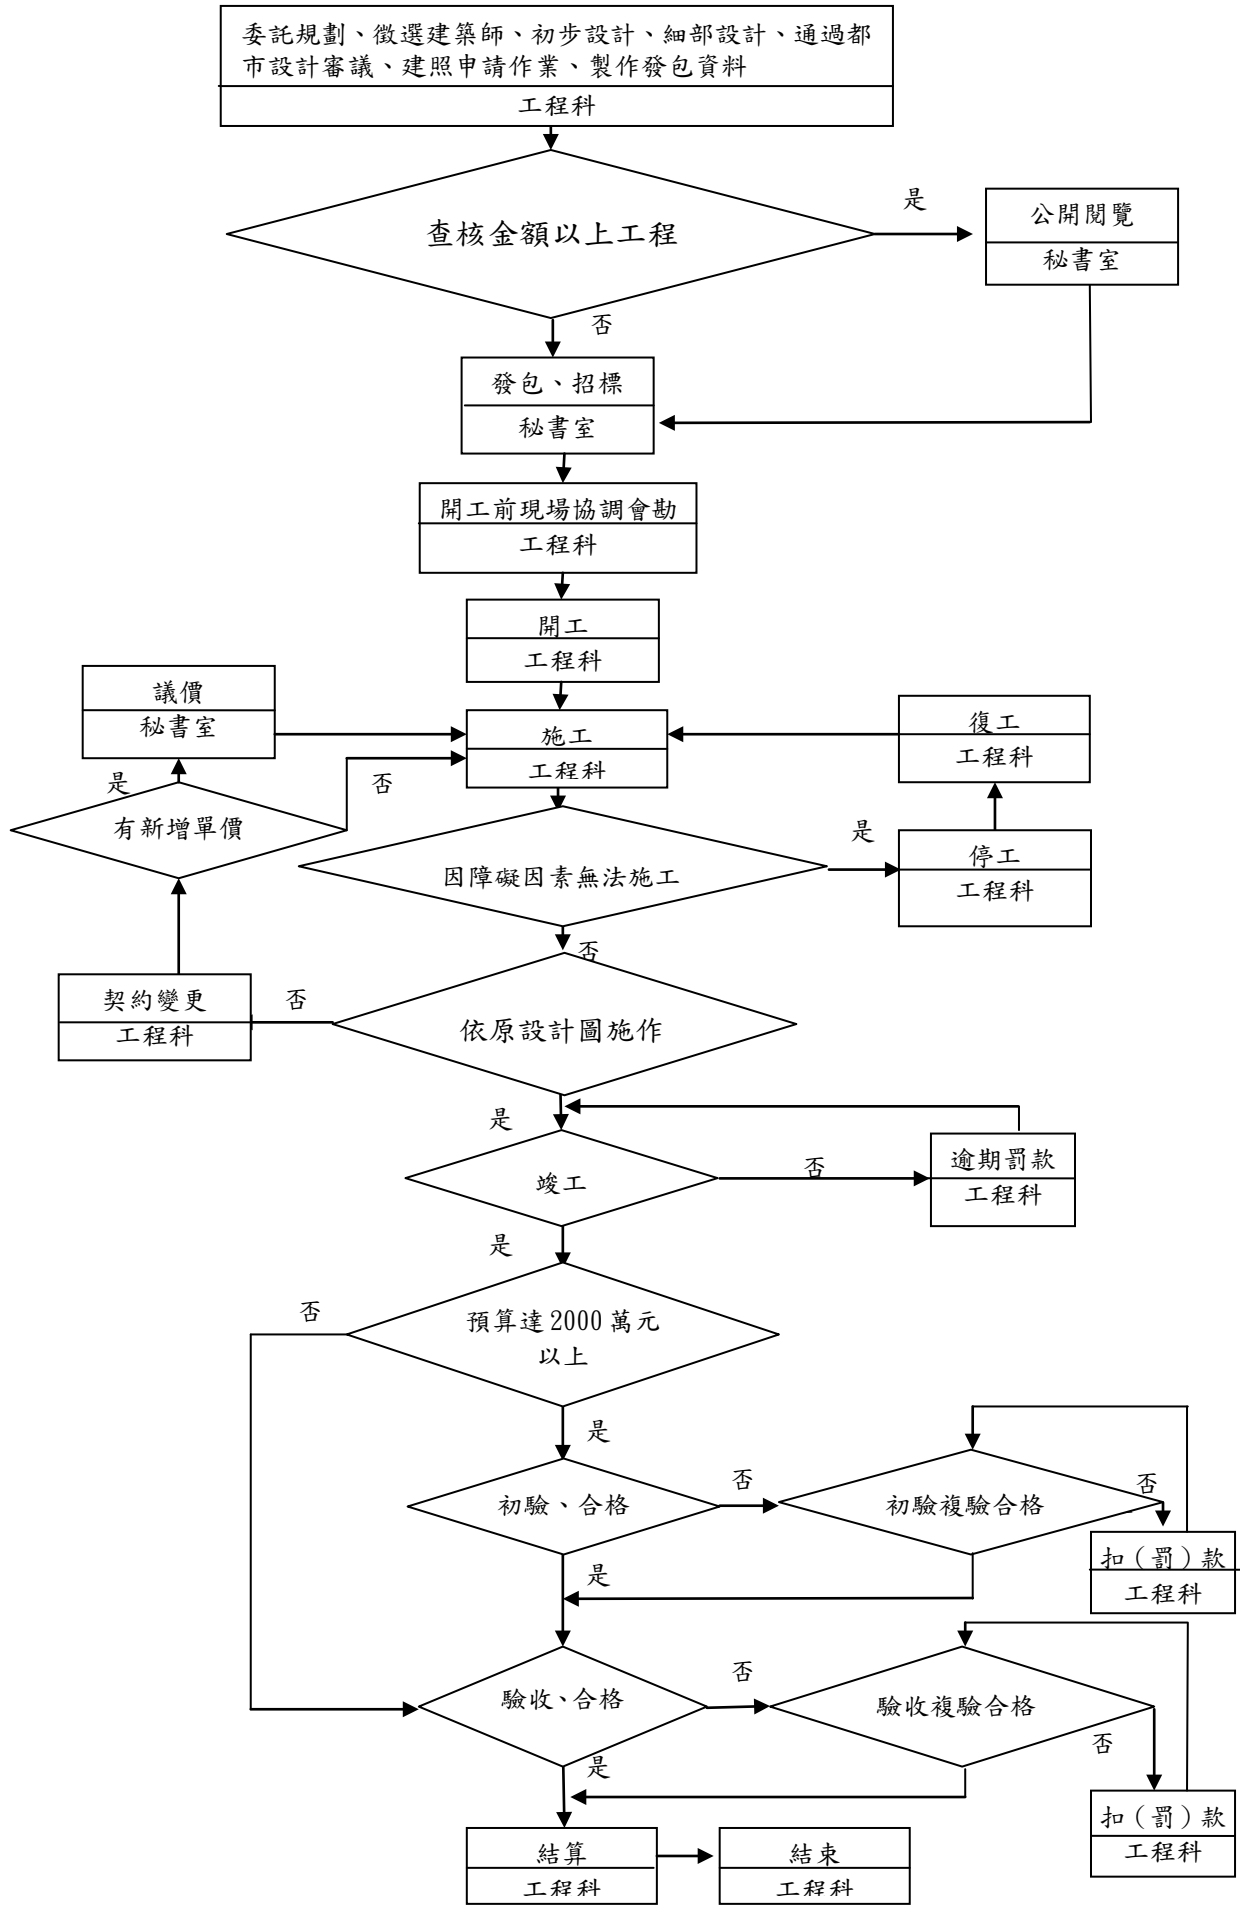 委託規劃、徵選建築師、初步設計、細部設計、通過都
市設計審議、建照申請作業、製作發包資料
工程科
查核金額以上工程
是
公開閱覽
秘書室
否
發包、招標
秘書室
開工前現場協調會勘
工程科
開工
工程科
議價
秘書室
施工
工程科
復工
工程科
是
否
有新增單價
因障礙因素無法施工
是
停工
工程科
否
契約變更
工程科
否
依原設計圖施作
是
竣工
否
逾期罰款
工程科
是
否
預算達2000萬元
以上
是
初驗、合格
否
初驗複驗合格
否
扣(罰)款
工程科
是
驗收、合格
否
驗收複驗合格
否
是
扣(罰)款
工程科
結算
工程科
結束
工程科